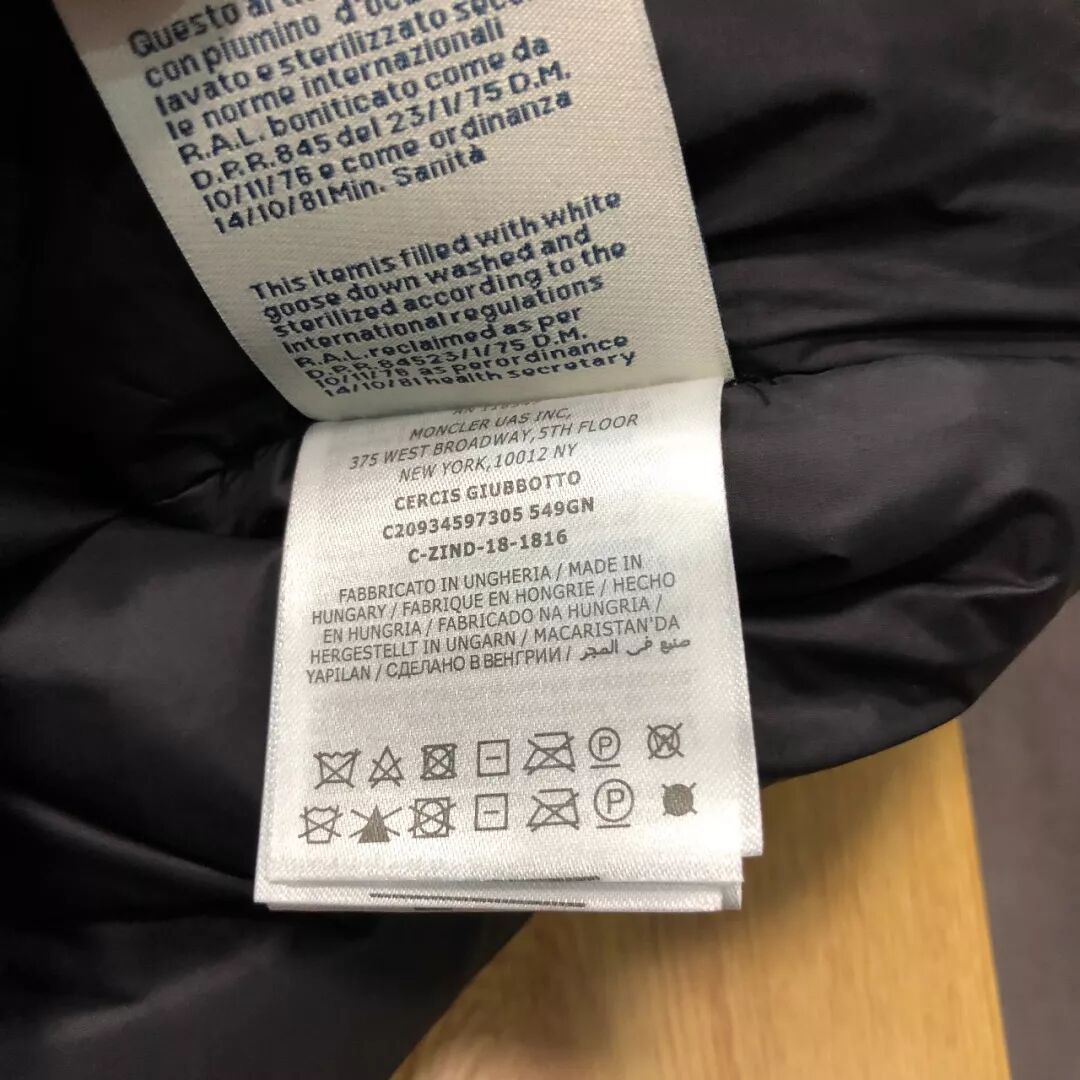 Questo
con piumino d'oca
lavato e sterilizzato
le norme internazionali
R.A.L. boniticato come da
D.P.R.845 del 23/1/75 D.M.
10/11/76 e come ordinanza
14/10/81Min. Sanità
This itemis filled with white
goose down washed and
sterilized according to the
international regulations
R.A.L.reclaimed as per
D.P.R.84523/1/75 D.M.
10/11/76 as perordinance
14/10/81health secretary
MONCLER UAS INC,
375 WEST BROADWAY,5TH FLOOR
NEW YORK,10012 NY
CERCIS GIUBBOTTO
C20934597305 549GN
C-ZIND-18-1816
FABBRICATO IN UNGHERIA / MADE IN
HUNGARY / FABRIQUE EN HONGRIE / HECHO
EN HUNGRIA / FABRICADO NA HUNGRIA /
HERGESTELLT IN UNGARN / MACARISTAN'DA
YAPILAN / СДЕЛАНО В ВЕНГРИИ / صنع في المجر
P W
P